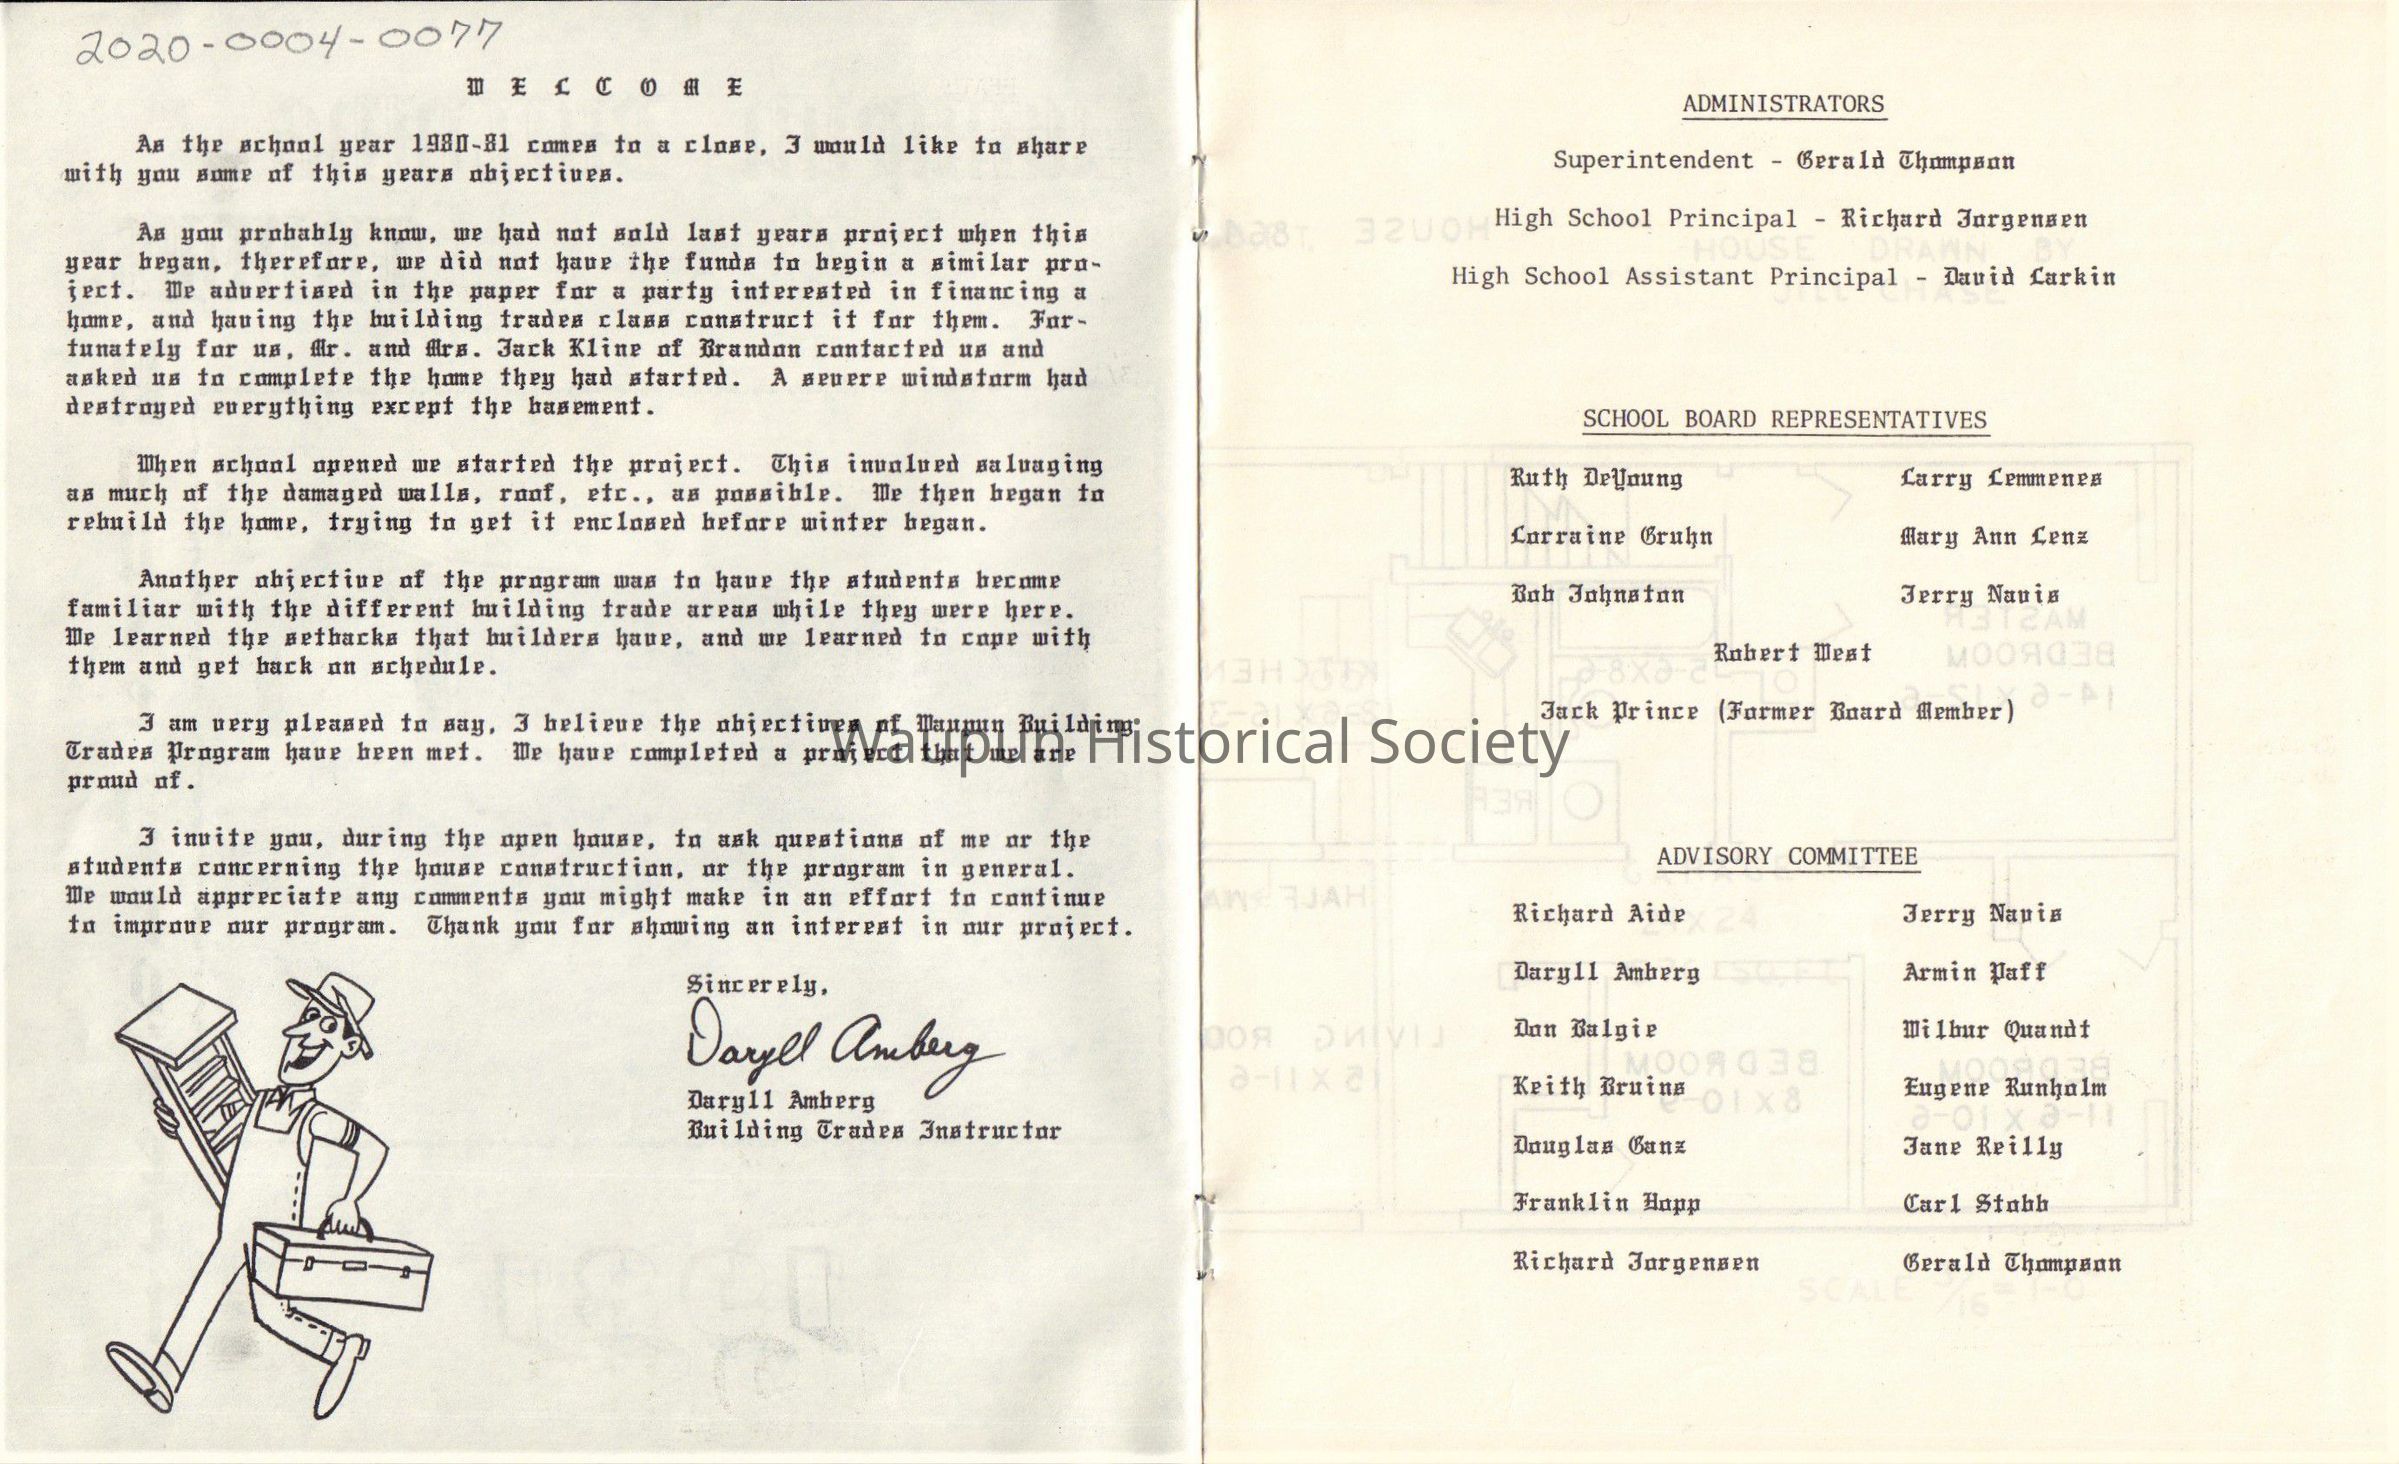 2020-0004-0077
W E L C O M E
As the school year 1980-81 comes to a close, I would like to share
with you some of this years objectives.
As you probably know, we had not sold last years project when this
year began, therefore, we did not have the funds to begin a similar pro-
ject. We advertised in the paper for a party interested in financing a
home, and having the building trades class construct it for them. For-
tunately for us, Mr. and Mrs. Jack Kline of Brandon contacted us and
asked us to complete the home they had started. A severe windstorm had
destroyed everything except the basement.
When school opened we started the project. This involved salvaging
as much of the damaged walls, roof, etc., as possible. We then began to
rebuild the home, trying to get it enclosed before winter began.
Another objective of the program was to have the students become
familiar with the different building trade areas while they were here.
We learned the setbacks that builders have, and we learned to cope with
them and get back on schedule.
I am very pleased to say, I believe the objectives of Waupun Building
Trades Program have been met. We have completed a project that we are
proud of.
I invite you, during the open house, to ask questions of me or the
students concerning the house construction, or the program in general.
We would appreciate any comments you might make in an effort to continue
to improve our program. Thank you for showing an interest in our project.
Sincerely,
Daryll Amberg
Daryll Amberg
Building Trades Instructor
Waupun Historical Society
ADMINISTRATORS
Superintendent - Gerald Thompson
High School Principal - Richard Jorgensen
High School Assistant Principal - David Larkin
SCHOOL BOARD REPRESENTATIVES
Ruth DeYoung Larry Lemmenes
Lorraine Gruhn Mary Ann Lenz
Bob Johnston Jerry Navis
Robert West
Jack Prince (Former Board Member)
ADVISORY COMMITTEE
Richard Aide Jerry Navis
Daryll Amberg Armin Paff
Don Balgie Wilbur Quandt
Keith Bruins Eugene Runholm
Douglas Ganz Jane Reilly
Franklin Hopp Carl Stobb
Richard Jorgensen Gerald Thompson